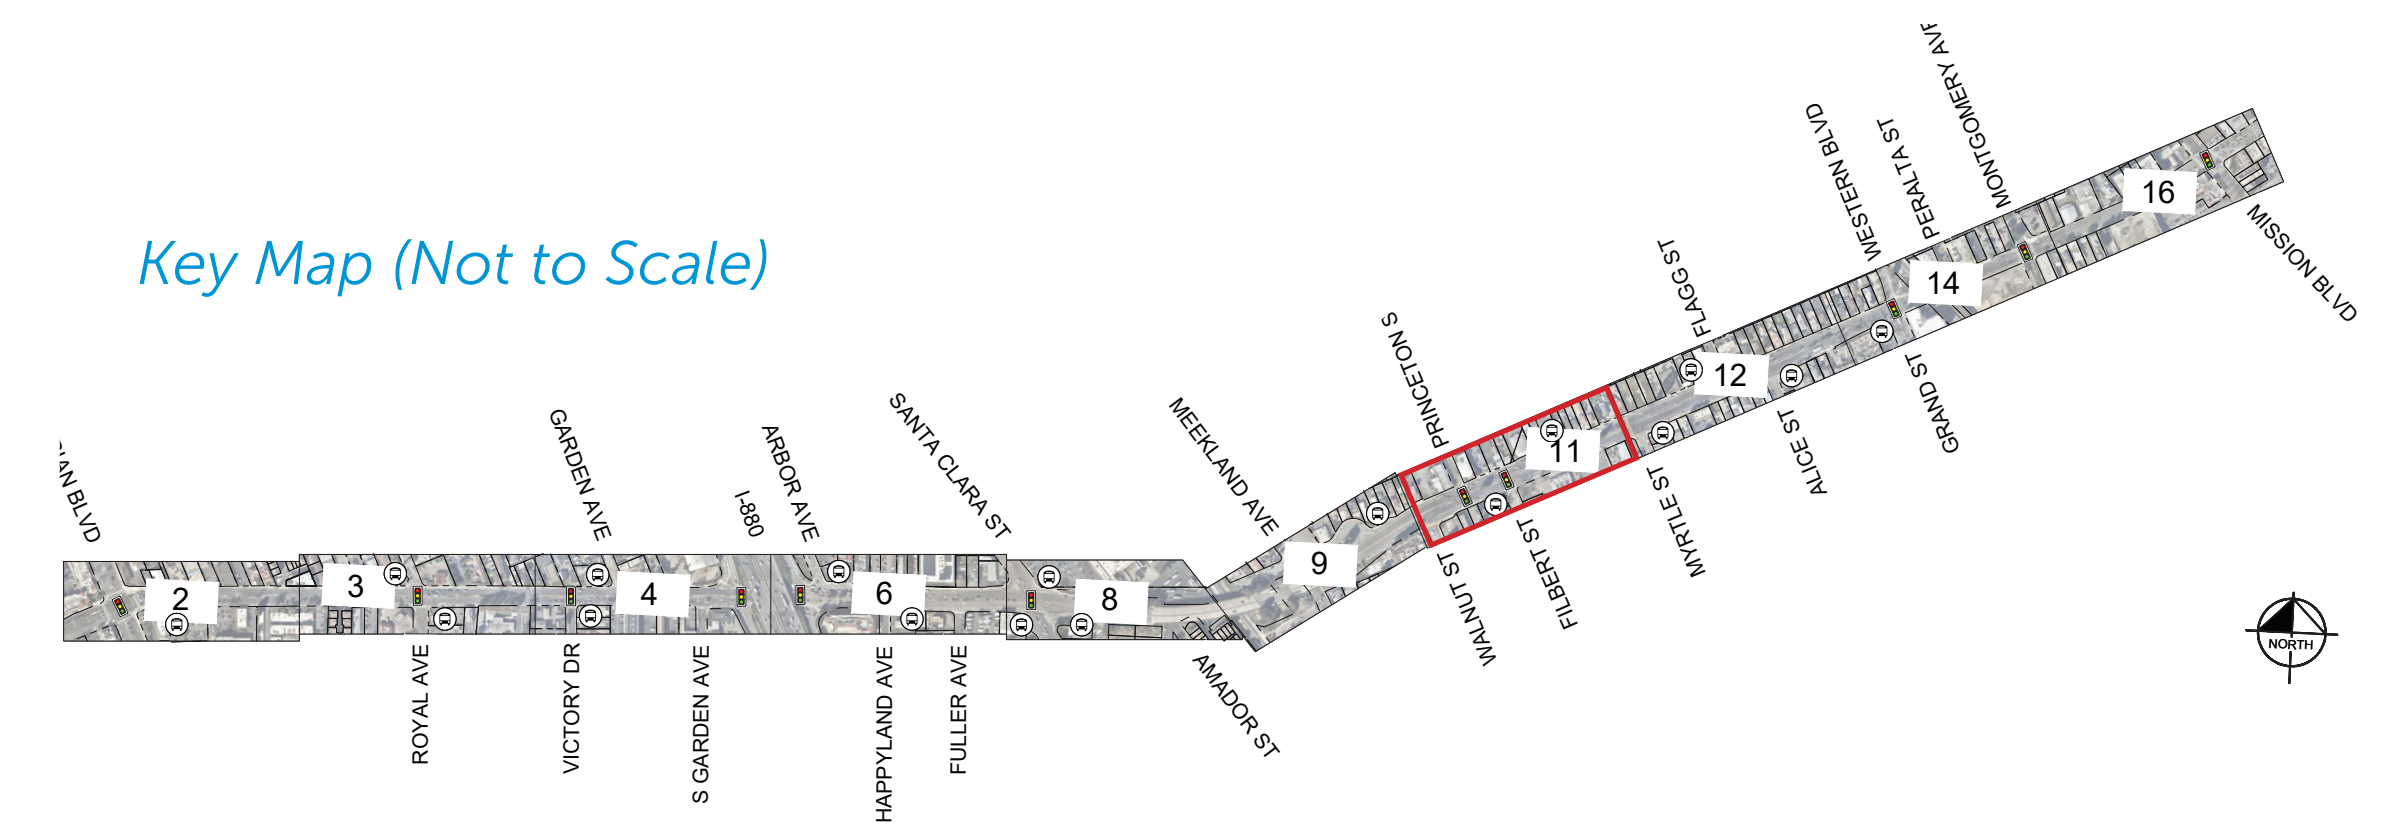 Key Map (Not to Scale)
GARDEN AVE
I-880
ARBOR AVE
SANTA CLARA ST
MEEKLAND AVE
PRINCETON S
FLAGG ST
WESTERN BLVD
PERALTA ST
MONTGOMERY AVE
BLVD
2
3
4
6
8
9
11
12
14
16
ROYAL AVE
VICTORY DR
S GARDEN AVE
HAPPYLAND AVE
FULLER AVE
AMADOR ST
WALNUT ST
FILBERT ST
MYRTLE ST
ALICE ST
GRAND ST
MISSION BLVD
NORTH